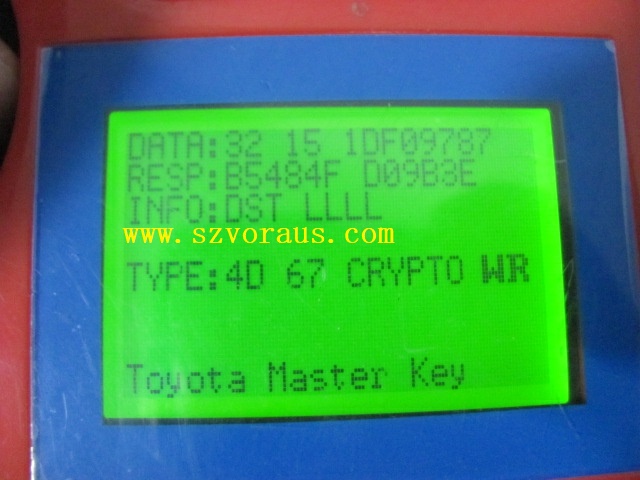 DATA:32 15 1DF09787
RESP:B5484F D09B3E
INFO:DST LLLL
www.szvoraus.com
TYPE:4D 67 CRYPTO WR
Toyota Master Key